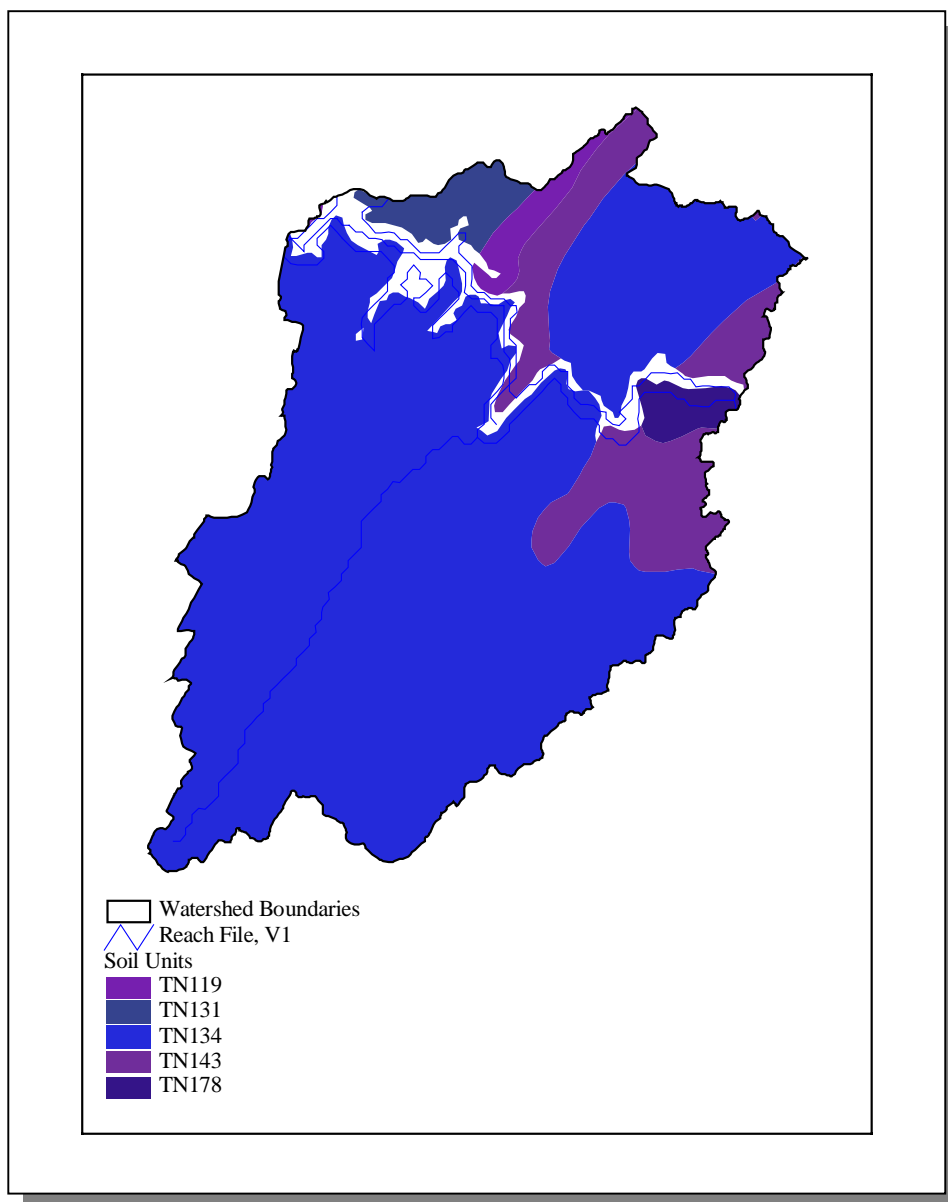 Watershed Boundaries
Reach File, V1
Soil Units
TN119
TN131
TN134
TN143
TN178